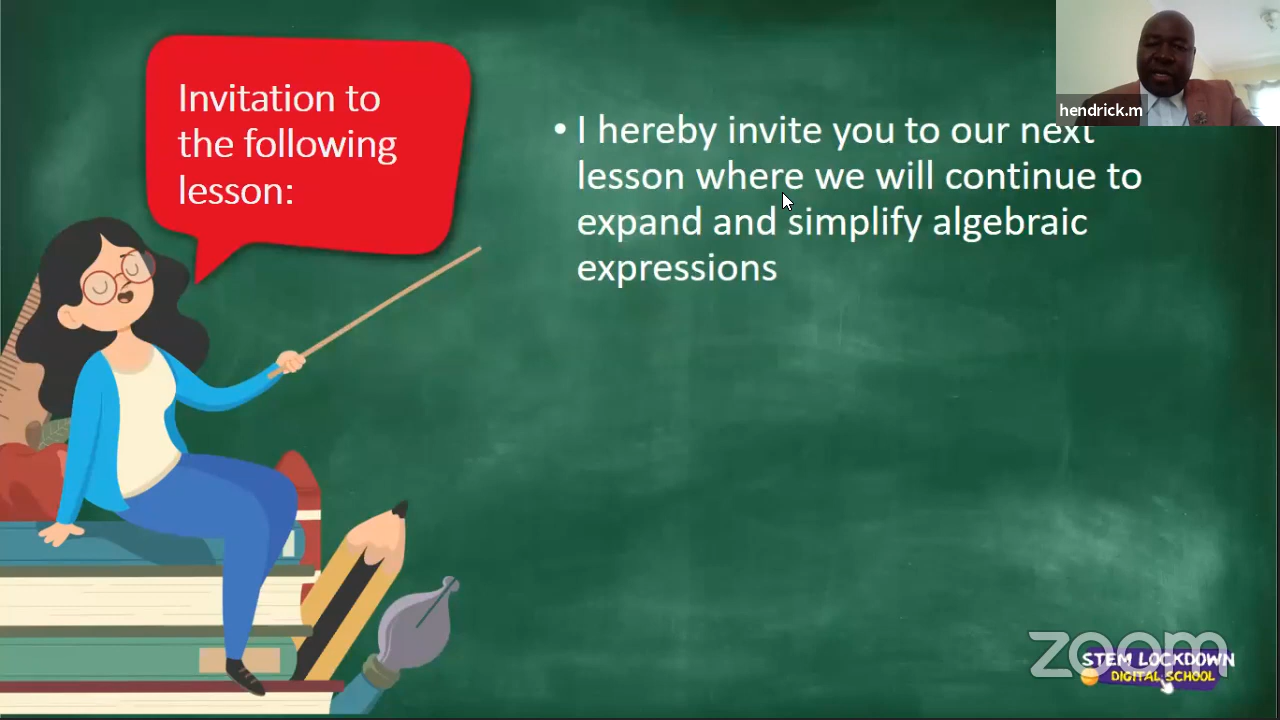 Invitation to
the following
lesson:
hendrick.m
• I hereby invite you to our next
lesson where we will continue to
expand and simplify algebraic
expressions
zoom
STEM LOCKDOWN
DIGITAL SCHOOL